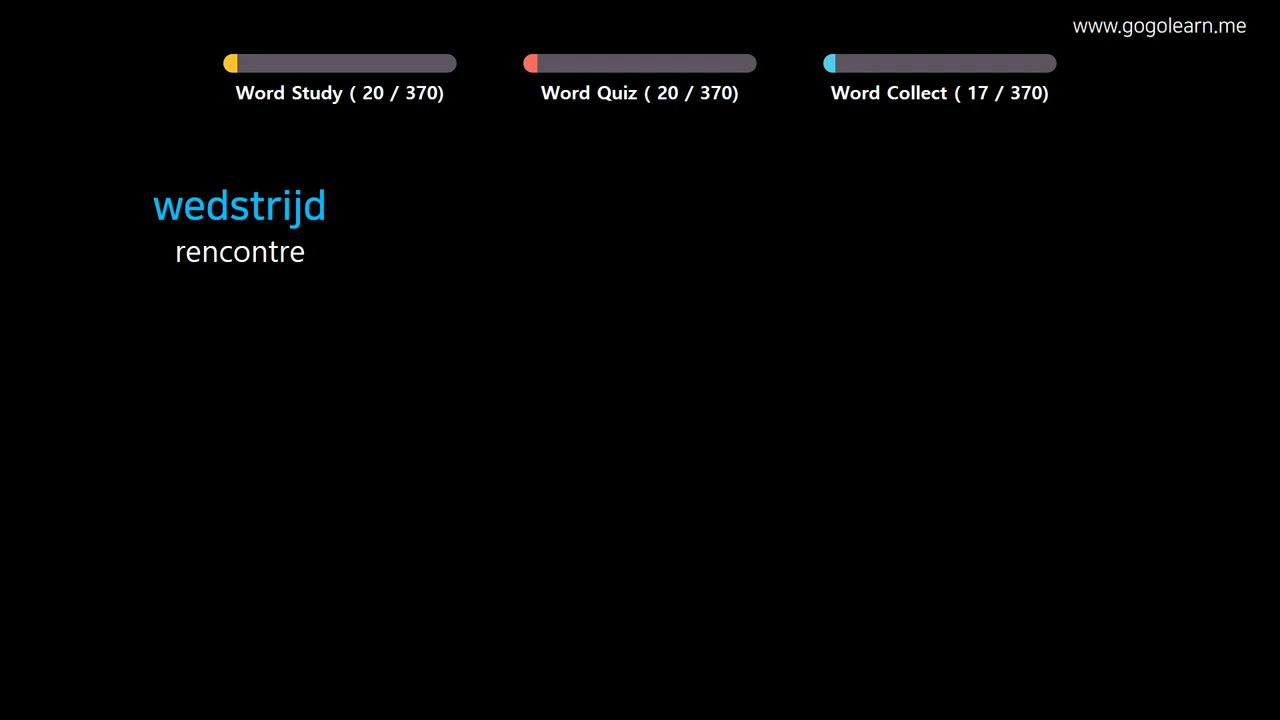 www.gogolearn.me
Word Study ( 20 / 370)
Word Quiz ( 20 / 370)
Word Collect ( 17 / 370)
wedstrijd
rencontre